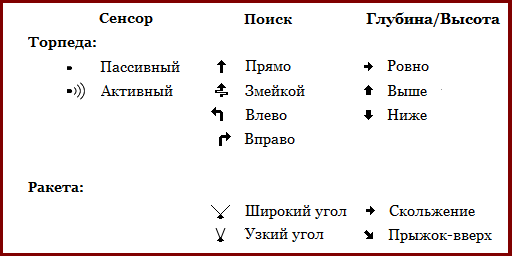 Сенсор Поиск Глубина/Высота
Торпеда:
Пассивный Прямо Ровно
Активный Змейкой Выше
Влево Ниже
Вправо
Ракета:
Широкий угол Скольжение
Узкий угол Прыжок-вверх